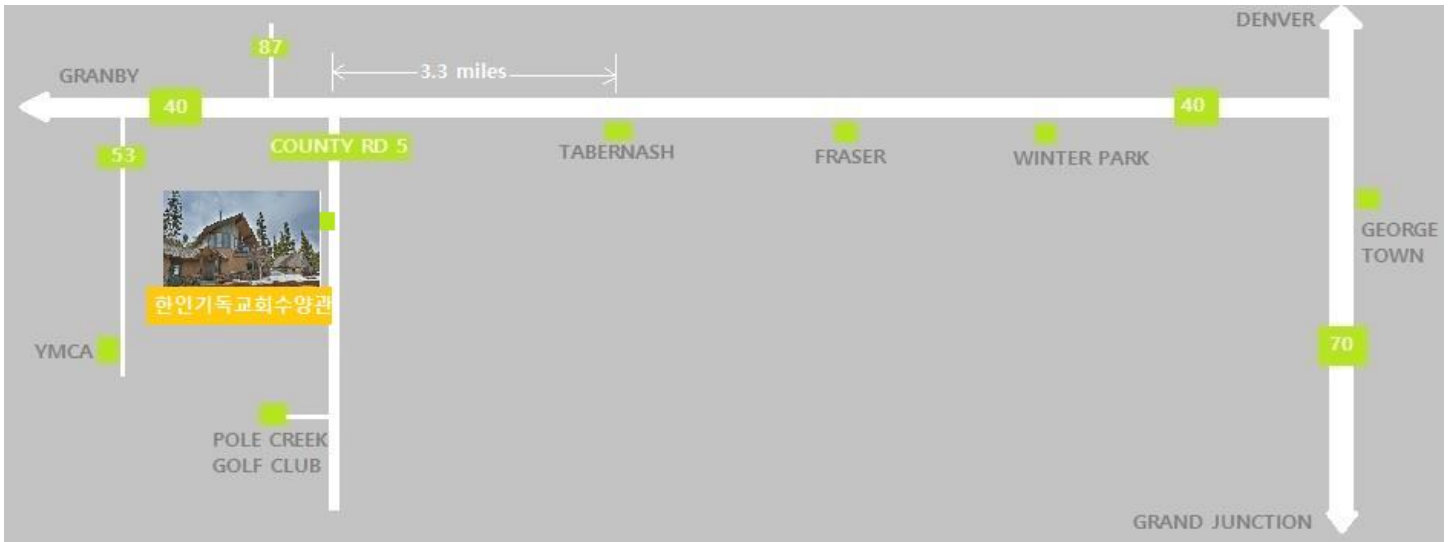 DENVER
87
3.3 miles
GRANBY
40
40
COUNTY RD 5
TABERNASH
FRASER
WINTER PARK
53
GEORGE
TOWN
한인기독교회수양관
YMCA
70
POLE CREEK
GOLF CLUB
GRAND JUNCTION